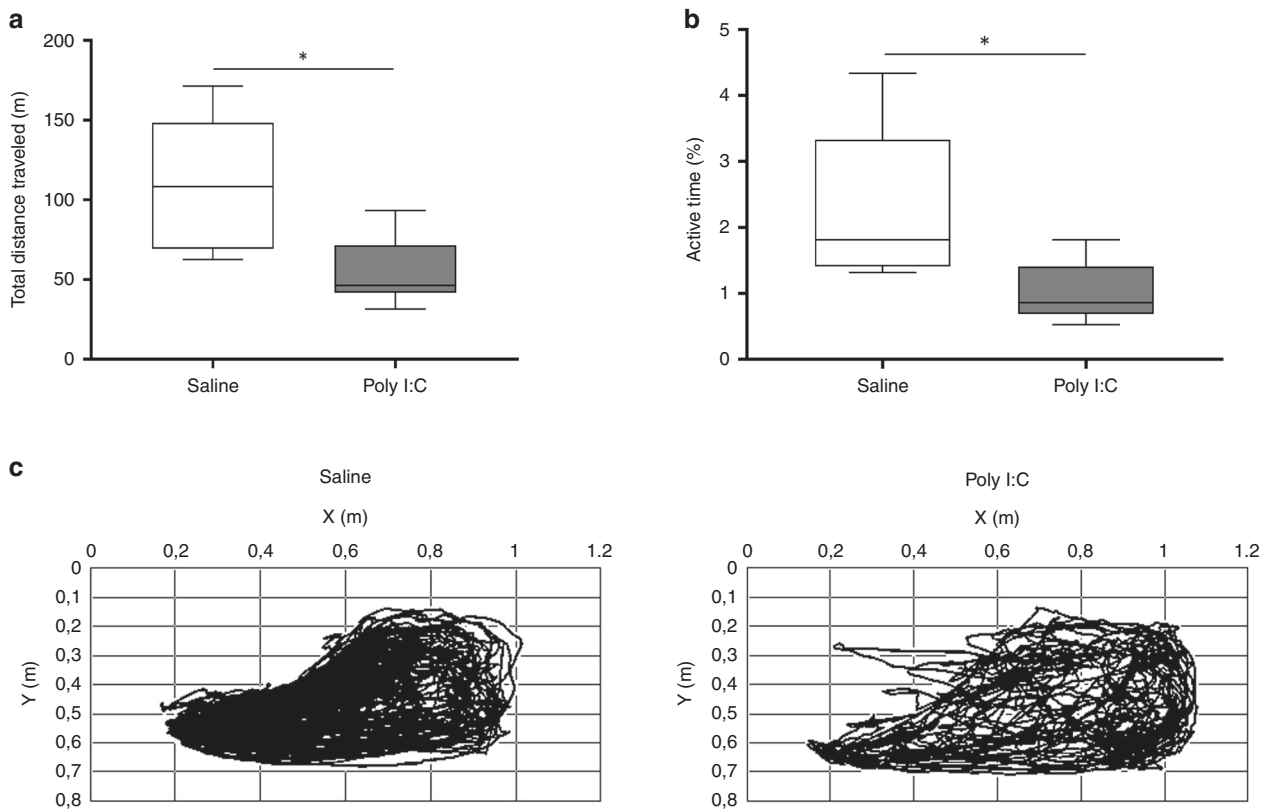 a
Total distance traveled (m)
200
150
100
50
0
*
Saline
Poly I:C
b
Active time (%)
5
4
3
2
1
0
*
Saline
Poly I:C
c
Saline
X (m)
0 0,2 0,4 0,6 0,8 1 1.2
Y (m)
0
0,1
0,2
0,3
0,4
0,5
0,6
0,7
0,8
Poly I:C
X (m)
0 0,2 0,4 0,6 0,8 1 1.2
Y (m)
0
0,1
0,2
0,3
0,4
0,5
0,6
0,7
0,8